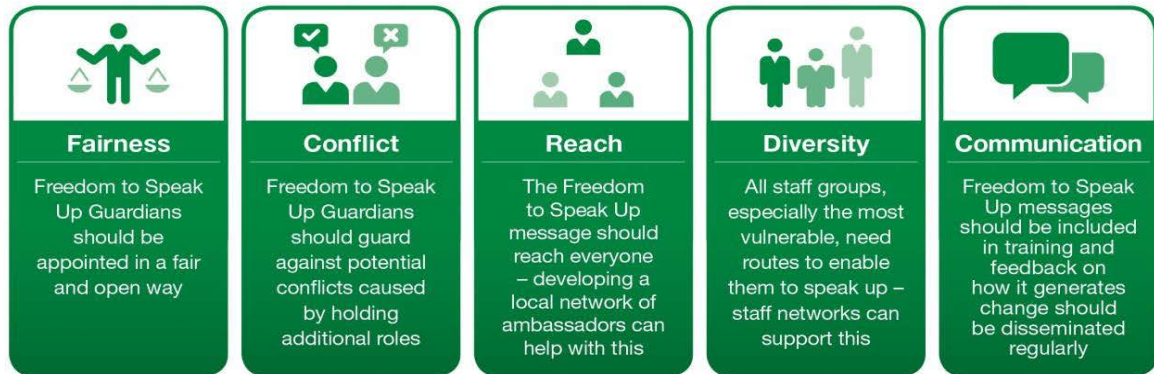 Fairness
Freedom to Speak
Up Guardians
should be
appointed in a fair
and open way
Conflict
Freedom to Speak
Up Guardians
should guard
against potential
conflicts caused
by holding
additional roles
Reach
The Freedom
to Speak Up
message should
reach everyone
– developing a
local network of
ambassadors can
help with this
Diversity
All staff groups,
especially the most
vulnerable, need
routes to enable
them to speak up –
staff networks can
support this
Communication
Freedom to Speak
Up messages
should be included
in training and
feedback on
how it generates
change should
be disseminated
regularly